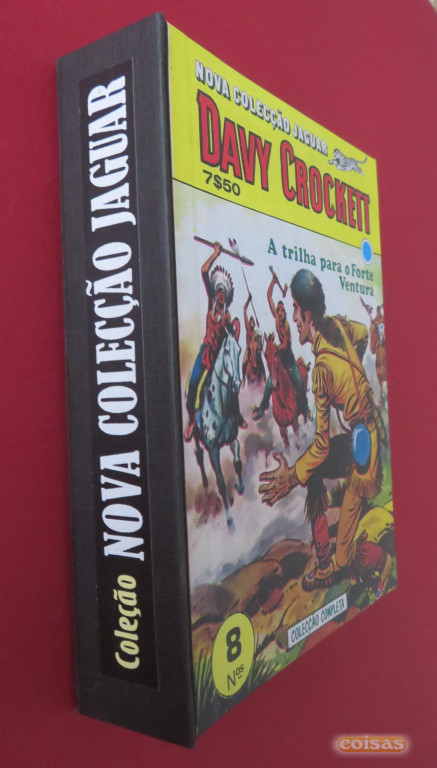 Coleção NOVA COLECÇÃO JAGUAR
NOVA COLECÇÃO JAGUAR
DAVY CROCKETT
7$50
A trilha para o Forte
Ventura
8
Nos
COLECÇÃO COMPLETA
coisas